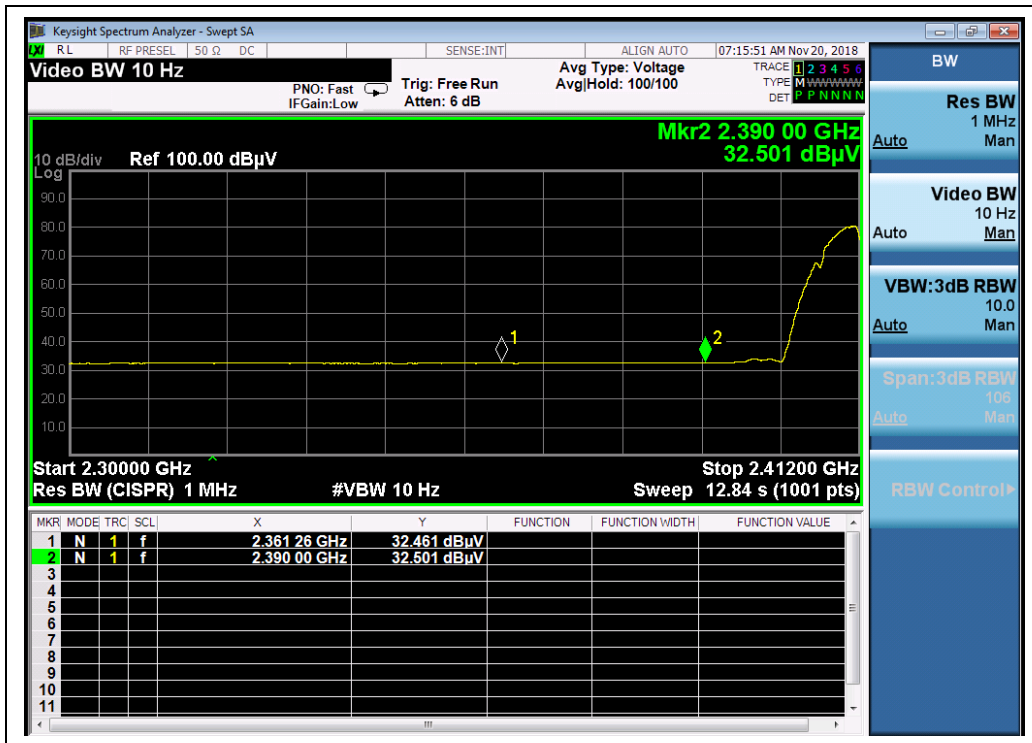 Keysight Spectrum Analyzer - Swept SA
LXI RL RF PRESEL 50 Ω DC SENSE:INT ALIGN AUTO 07:15:51 AM Nov 20, 2018
Video BW 10 Hz
PNO: Fast
IFGain:Low
Trig: Free Run
Atten: 6 dB
Avg Type: Voltage
Avg|Hold: 100/100
TRACE 1 2 3 4 5 6
TYPE M WWWWW
DET P P N N N N
Mkr2 2.390 00 GHz
32.501 dBµV
10 dB/div Ref 100.00 dBµV
Log
90.0
80.0
70.0
60.0
50.0
40.0
30.0
20.0
10.0
1
2
Start 2.30000 GHz Stop 2.41200 GHz
Res BW (CISPR) 1 MHz #VBW 10 Hz Sweep 12.84 s (1001 pts)
MKR MODE TRC SCL X Y FUNCTION FUNCTION WIDTH FUNCTION VALUE
1 N 1 f 2.361 26 GHz 32.461 dBµV
2 N 1 f 2.390 00 GHz 32.501 dBµV
3
4
5
6
7
8
9
10
11
BW
Res BW
1 MHz
Auto Man
Video BW
10 Hz
Auto Man
VBW:3dB RBW
10.0
Auto Man
Span:3dB RBW
106
Auto Man
RBW Control